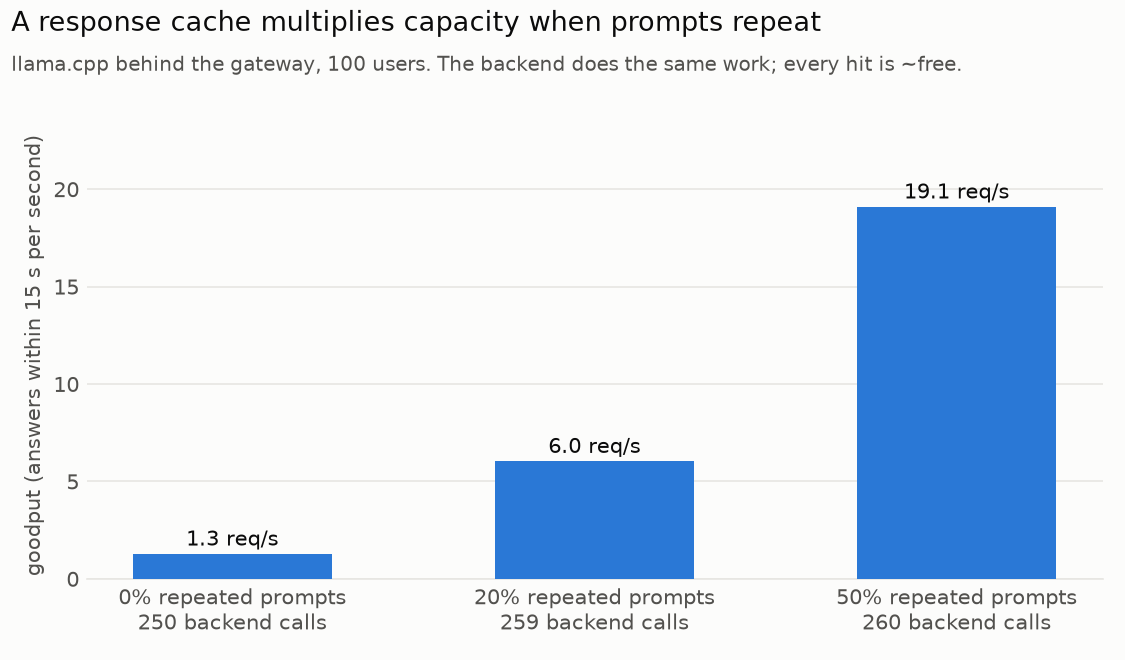 A response cache multiplies capacity when prompts repeat
llama.cpp behind the gateway, 100 users. The backend does the same work; every hit is ~free.
goodput (answers within 15 s per second)
20
15
10
5
0
19.1 req/s
6.0 req/s
1.3 req/s
0% repeated prompts
250 backend calls
20% repeated prompts
259 backend calls
50% repeated prompts
260 backend calls